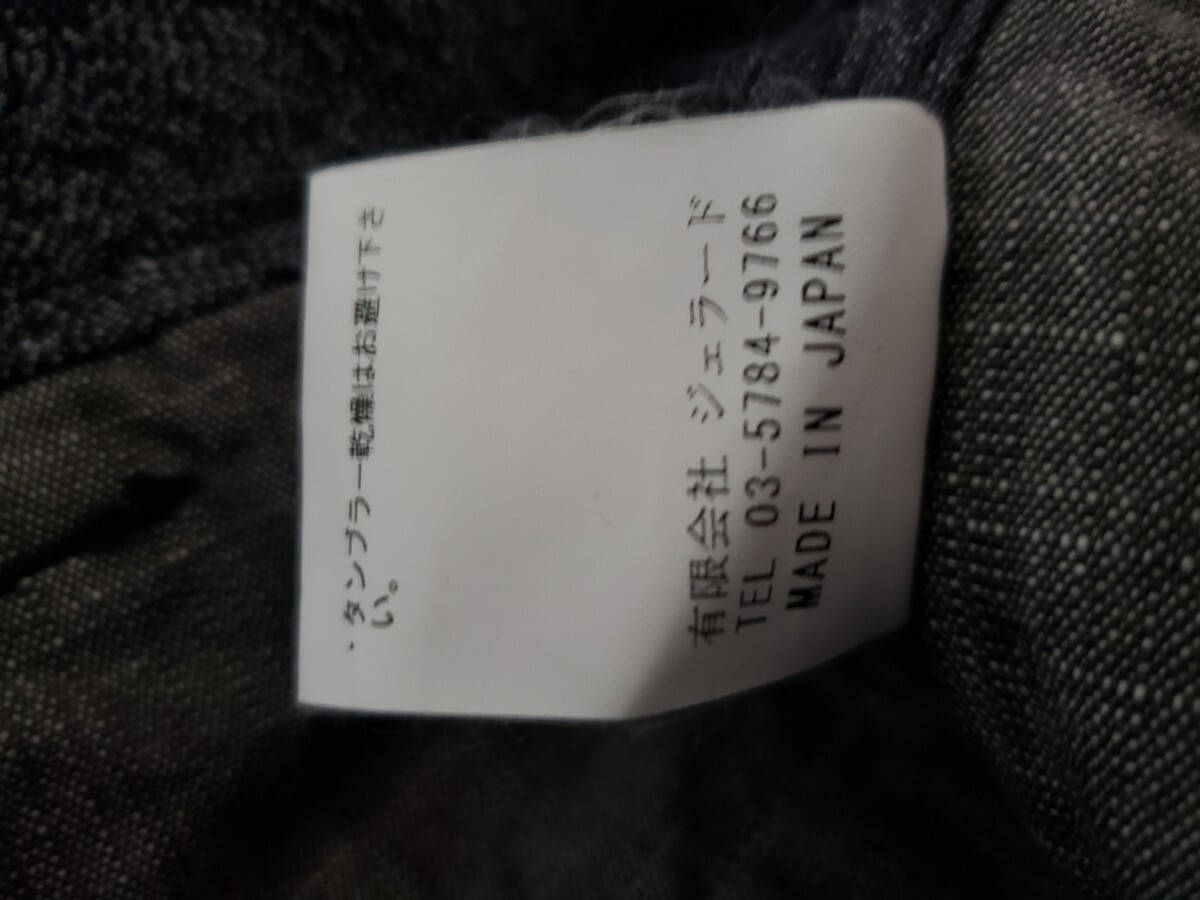 ・タンブラー乾燥はお避け下さ
い。
有限会社 ジェラード
TEL 03-5784-9766
MADE IN JAPAN